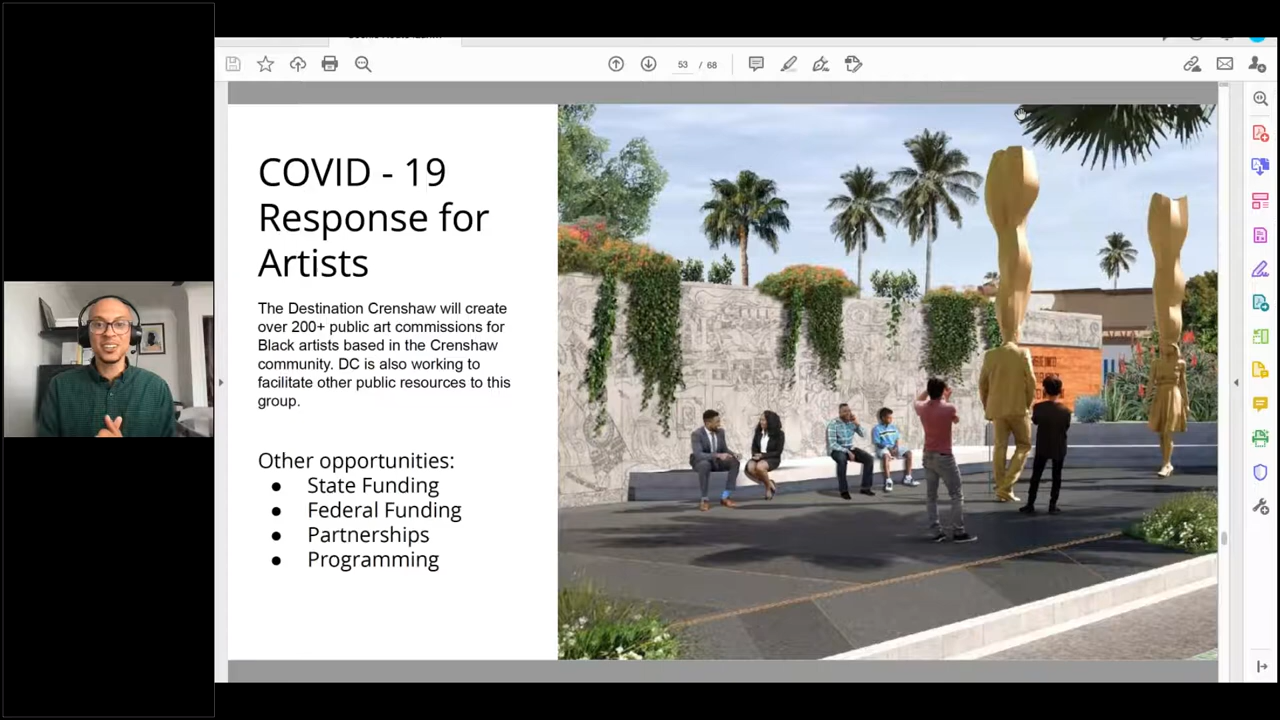 53 / 68
COVID - 19
Response for
Artists
The Destination Crenshaw will create
over 200+ public art commissions for
Black artists based in the Crenshaw
community. DC is also working to
facilitate other public resources to this
group.
Other opportunities:
● State Funding
● Federal Funding
● Partnerships
● Programming